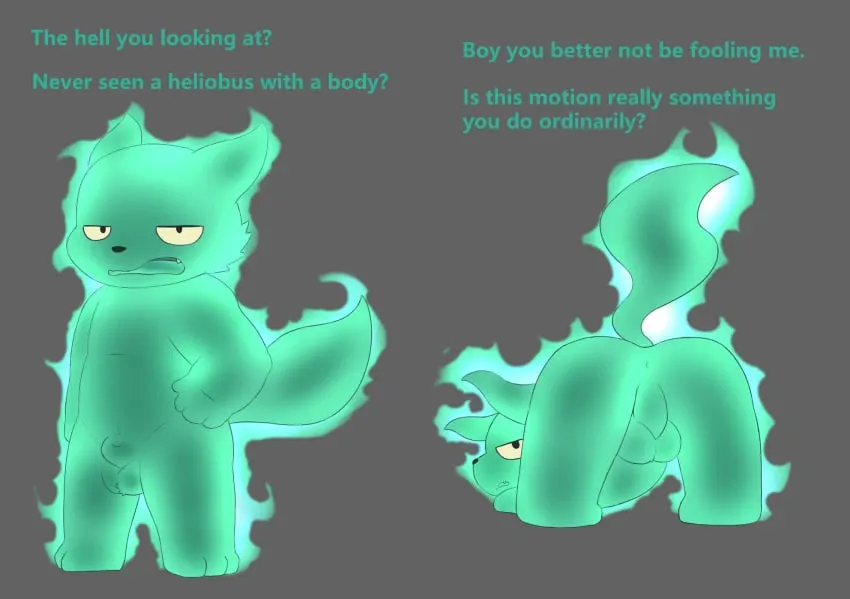 The hell you looking at?
Never seen a heliobus with a body?
Boy you better not be fooling me.
Is this motion really something
you do ordinarily?